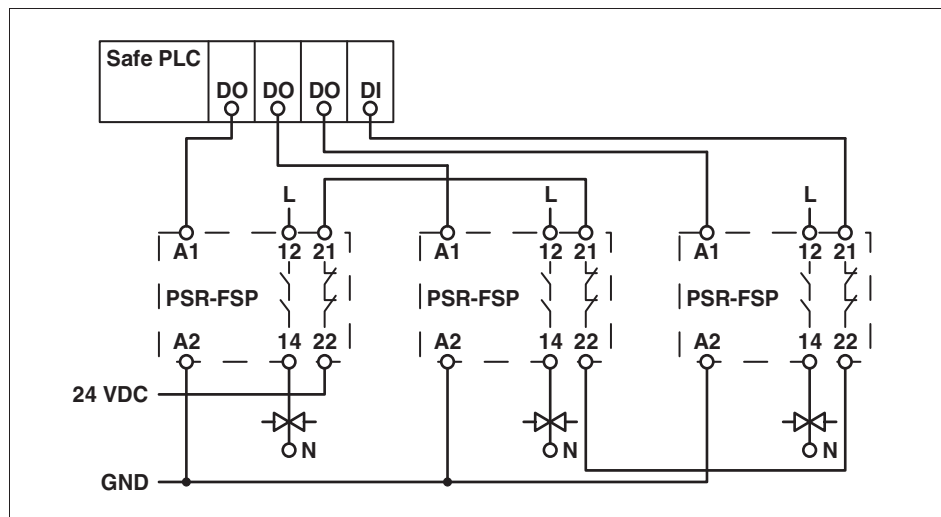 Safe PLC
DO DO DO DI
L L L
A1 12 21 A1 12 21 A1 12 21
PSR-FSP PSR-FSP PSR-FSP
A2 14 22 A2 14 22 A2 14 22
24 VDC
N N N
GND